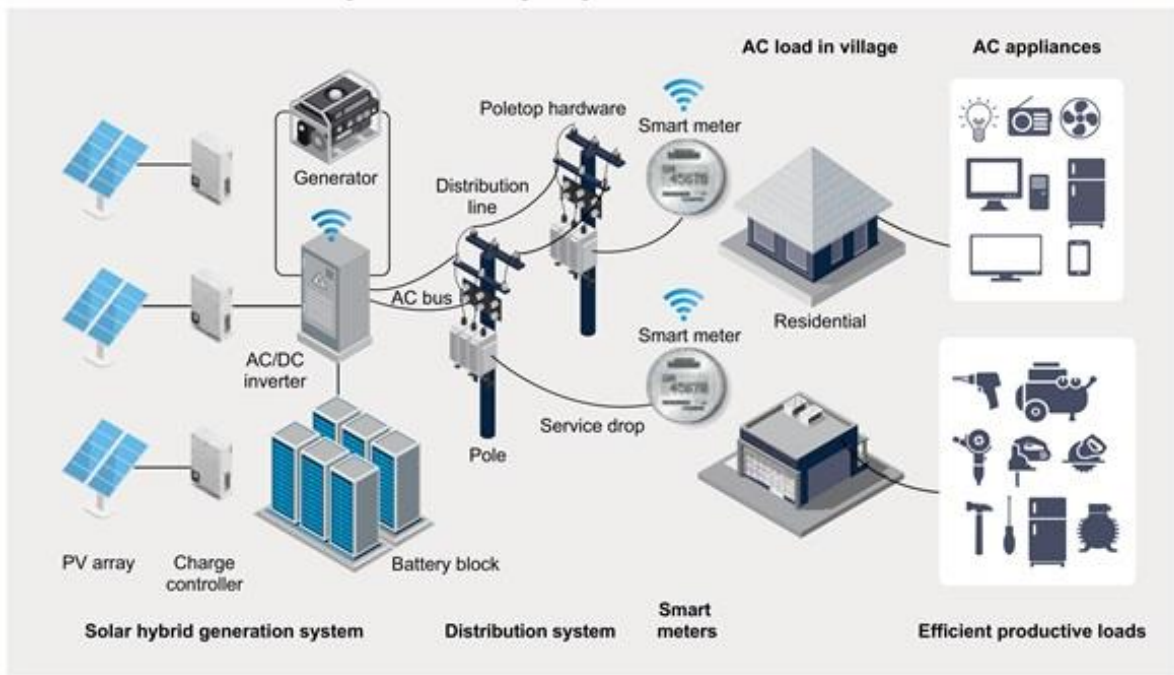 AC load in village
AC appliances
Poletop hardware
Smart meter
Generator
Distribution
line
AC bus
Residential
Smart meter
AC/DC
inverter
Service drop
Pole
PV array
Charge
controller
Battery block
Solar hybrid generation system
Distribution system
Smart
meters
Efficient productive loads